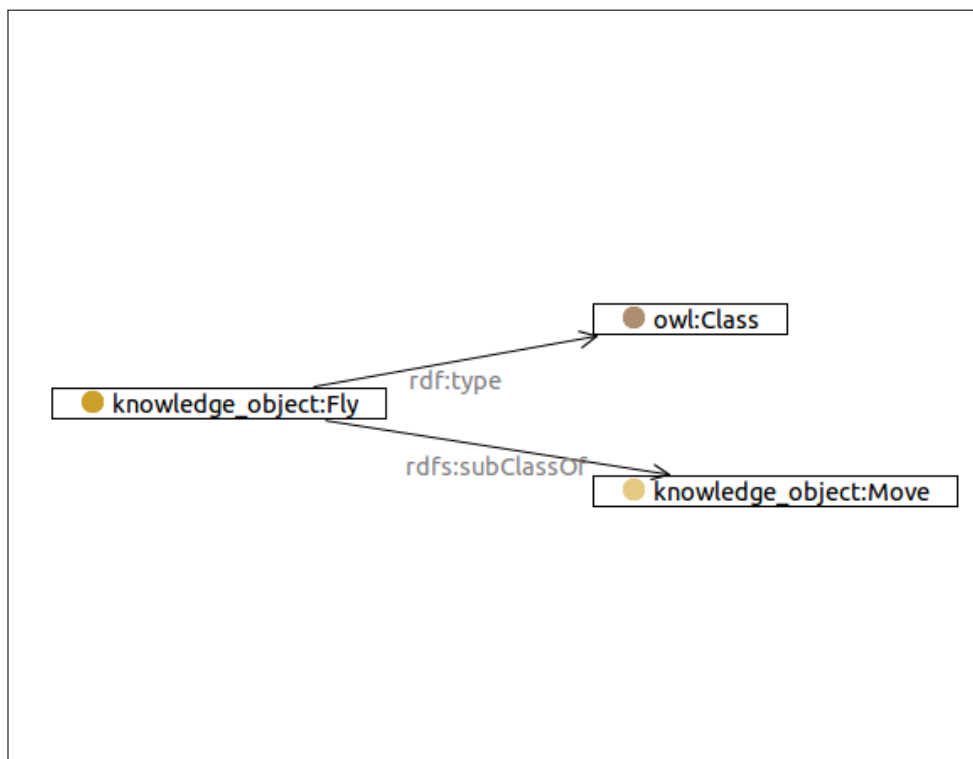 owl:Class
rdf:type
knowledge_object:Fly
rdfs:subClassOf
knowledge_object:Move